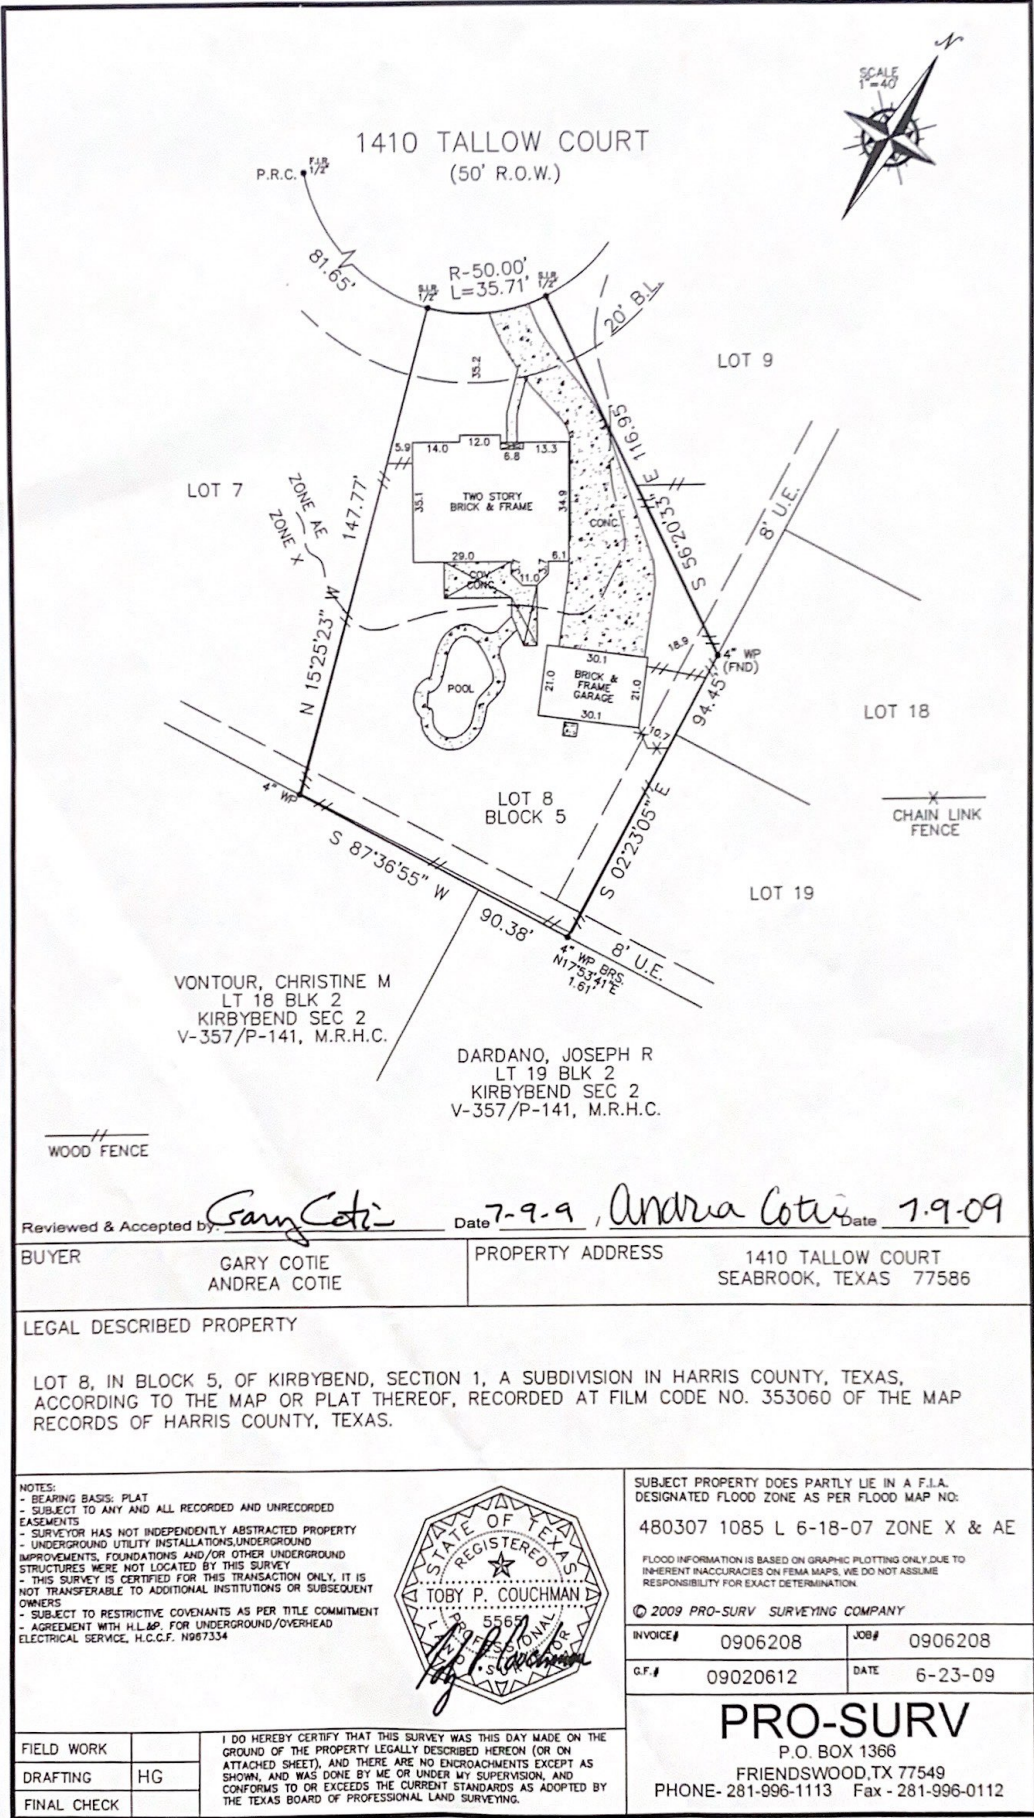 N
SCALE
1"=40'
1410 TALLOW COURT
(50' R.O.W.)
P.R.C.
F.I.R.
1/2"
81.65'
S.I.R.
1/2"
R-50.00'
L=35.71'
S.I.R.
1/2"
20' B.L.
35.2
LOT 9
LOT 7
ZONE AE
ZONE X
147.77'
N 15°25'23" W
5.9
14.0
12.0
6.8
13.3
35.1
TWO STORY
BRICK & FRAME
34.9
CONC.
29.0
COV.
CONC.
11.0
6.1
S 56°20'33" E 116.95'
8' U.E.
18.9
4" WP
(FND)
POOL
30.1
21.0
BRICK &
FRAME
GARAGE
21.0
30.1
10.7
94.45'
LOT 18
S 02°23'05" E
LOT 8
BLOCK 5
4" WP
CHAIN LINK
FENCE
S 87°36'55" W
90.38'
LOT 19
8' U.E.
4" WP BRS.
N17°53'41"E
1.61'
VONTOUR, CHRISTINE M
LT 18 BLK 2
KIRBYBEND SEC 2
V-357/P-141, M.R.H.C.
DARDANO, JOSEPH R
LT 19 BLK 2
KIRBYBEND SEC 2
V-357/P-141, M.R.H.C.
WOOD FENCE
Reviewed & Accepted by: Gary Cotie Date 7-9-9 , Andrea Cotie Date 7.9.09
BUYER
GARY COTIE
ANDREA COTIE
PROPERTY ADDRESS
1410 TALLOW COURT
SEABROOK, TEXAS 77586
LEGAL DESCRIBED PROPERTY
LOT 8, IN BLOCK 5, OF KIRBYBEND, SECTION 1, A SUBDIVISION IN HARRIS COUNTY, TEXAS,
ACCORDING TO THE MAP OR PLAT THEREOF, RECORDED AT FILM CODE NO. 353060 OF THE MAP
RECORDS OF HARRIS COUNTY, TEXAS.
NOTES:
- BEARING BASIS: PLAT
- SUBJECT TO ANY AND ALL RECORDED AND UNRECORDED
EASEMENTS
- SURVEYOR HAS NOT INDEPENDENTLY ABSTRACTED PROPERTY
- UNDERGROUND UTILITY INSTALLATIONS,UNDERGROUND
IMPROVEMENTS, FOUNDATIONS AND/OR OTHER UNDERGROUND
STRUCTURES WERE NOT LOCATED BY THIS SURVEY
- THIS SURVEY IS CERTIFIED FOR THIS TRANSACTION ONLY, IT IS
NOT TRANSFERABLE TO ADDITIONAL INSTITUTIONS OR SUBSEQUENT
OWNERS
- SUBJECT TO RESTRICTIVE COVENANTS AS PER TITLE COMMITMENT
- AGREEMENT WITH H.L.&P. FOR UNDERGROUND/OVERHEAD
ELECTRICAL SERVICE, H.C.C.F. N967334
STATE OF TEXAS
REGISTERED
TOBY P. COUCHMAN
5565
PROFESSIONAL
LAND SURVEYOR
Toby P. Couchman
SUBJECT PROPERTY DOES PARTLY LIE IN A F.I.A.
DESIGNATED FLOOD ZONE AS PER FLOOD MAP NO:
480307 1085 L 6-18-07 ZONE X & AE
FLOOD INFORMATION IS BASED ON GRAPHIC PLOTTING ONLY,DUE TO
INHERENT INACCURACIES ON FEMA MAPS, WE DO NOT ASSUME
RESPONSIBILITY FOR EXACT DETERMINATION.
© 2009 PRO-SURV SURVEYING COMPANY
INVOICE# 0906208 JOB# 0906208
G.F.# 09020612 DATE 6-23-09
PRO-SURV
P.O. BOX 1366
FRIENDSWOOD,TX 77549
PHONE- 281-996-1113 Fax - 281-996-0112
FIELD WORK
DRAFTING HG
FINAL CHECK
I DO HEREBY CERTIFY THAT THIS SURVEY WAS THIS DAY MADE ON THE
GROUND OF THE PROPERTY LEGALLY DESCRIBED HEREON (OR ON
ATTACHED SHEET), AND THERE ARE NO ENCROACHMENTS EXCEPT AS
SHOWN, AND WAS DONE BY ME OR UNDER MY SUPERVISION, AND
CONFORMS TO OR EXCEEDS THE CURRENT STANDARDS AS ADOPTED BY
THE TEXAS BOARD OF PROFESSIONAL LAND SURVEYING.